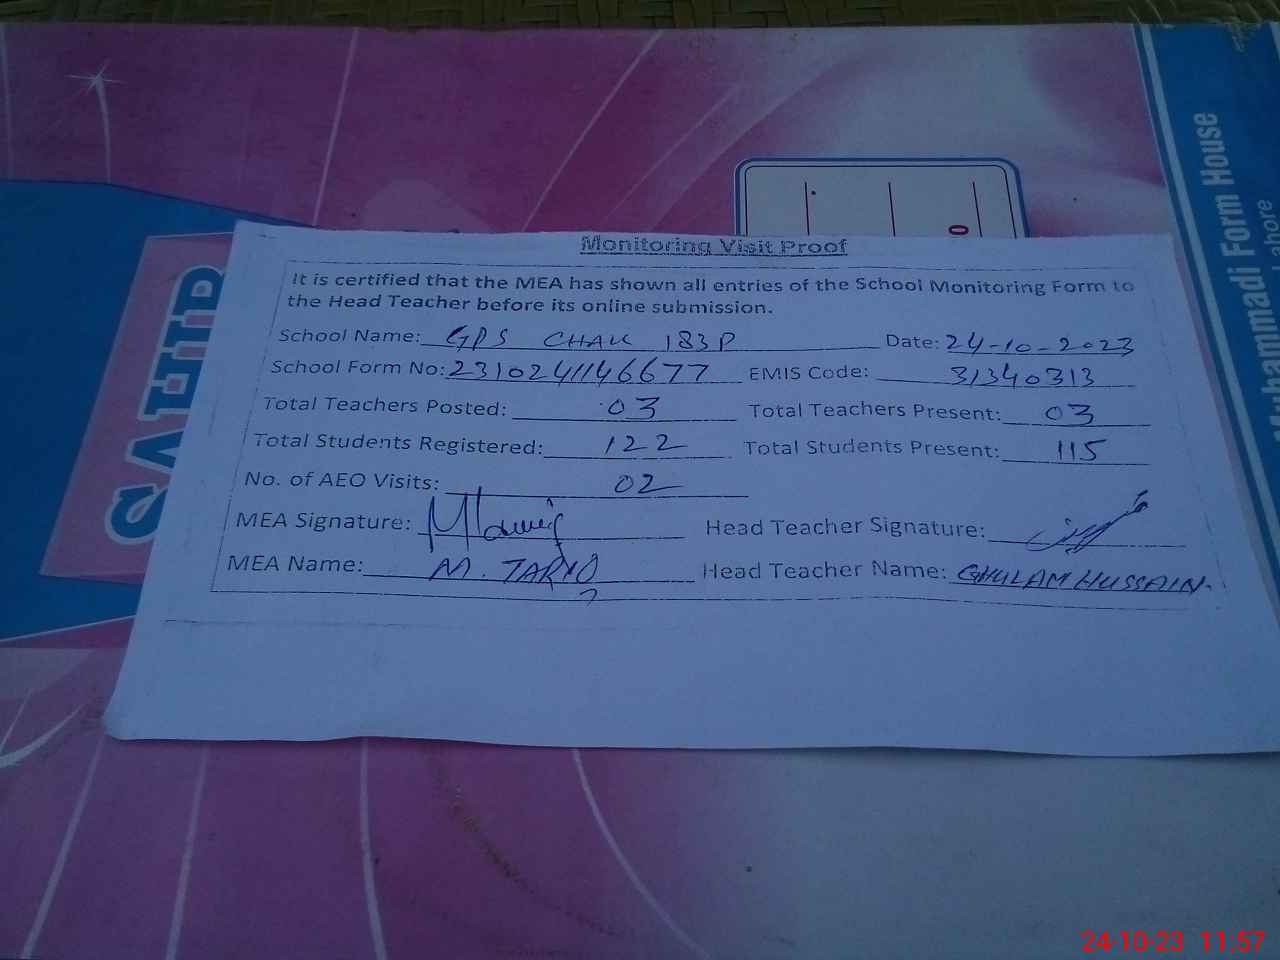 Muhammadi Form House
Lahore
SAHIB
Monitoring Visit Proof
It is certified that the MEA has shown all entries of the School Monitoring Form to
the Head Teacher before its online submission.
School Name: GPS CHAK 183P Date: 24-10-2023
School Form No: 2310241146677 EMIS Code: 31340313
Total Teachers Posted: 03 Total Teachers Present: 03
Total Students Registered: 122 Total Students Present: 115
No. of AEO Visits: 02
MEA Signature: Head Teacher Signature:
MEA Name: M. TARIQ Head Teacher Name: GHULAM HUSSAIN.
24-10-23 11:57